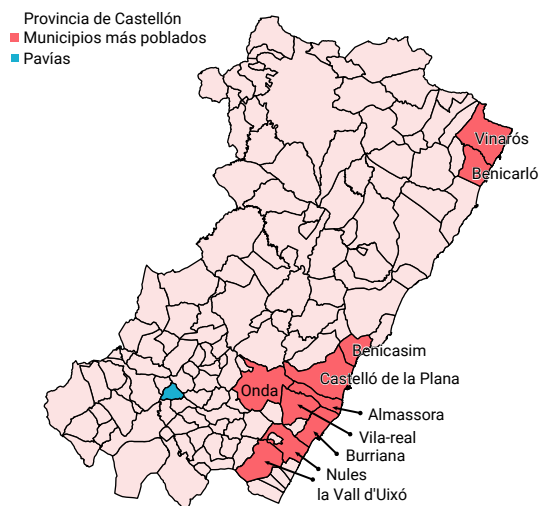 Provincia de Castellón
Municipios más poblados
Pavías
Vinarós
Benicarló
Benicasim
Castelló de la Plana
Onda
Almassora
Vila-real
Burriana
Nules
la Vall d'Uixó